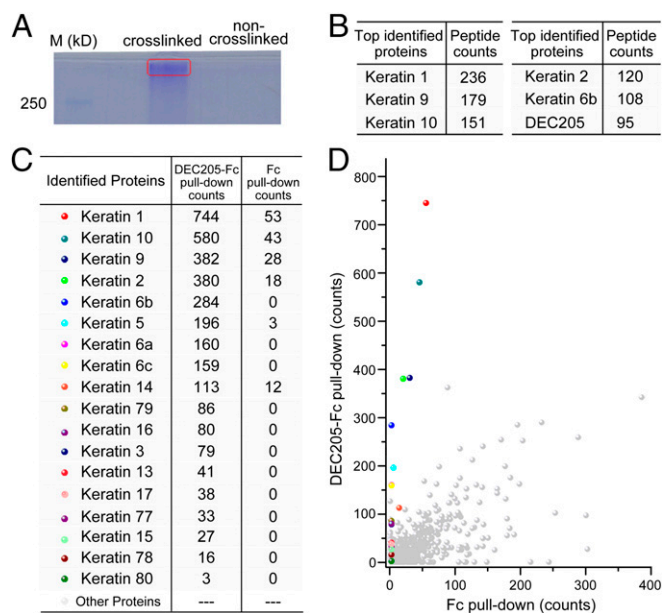 A
M (kD)
crosslinked
non-
crosslinked
250
B
Top identified proteins | Peptide counts
Keratin 1 | 236
Keratin 9 | 179
Keratin 10 | 151
Top identified proteins | Peptide counts
Keratin 2 | 120
Keratin 6b | 108
DEC205 | 95
C
Identified Proteins | DEC205-Fc pull-down counts | Fc pull-down counts
Keratin 1 | 744 | 53
Keratin 10 | 580 | 43
Keratin 9 | 382 | 28
Keratin 2 | 380 | 18
Keratin 6b | 284 | 0
Keratin 5 | 196 | 3
Keratin 6a | 160 | 0
Keratin 6c | 159 | 0
Keratin 14 | 113 | 12
Keratin 79 | 86 | 0
Keratin 16 | 80 | 0
Keratin 3 | 79 | 0
Keratin 13 | 41 | 0
Keratin 17 | 38 | 0
Keratin 77 | 33 | 0
Keratin 15 | 27 | 0
Keratin 78 | 16 | 0
Keratin 80 | 3 | 0
Other Proteins | --- | ---
D
DEC205-Fc pull-down (counts)
800
700
600
500
400
300
200
100
0
0 100 200 300 400
Fc pull-down (counts)